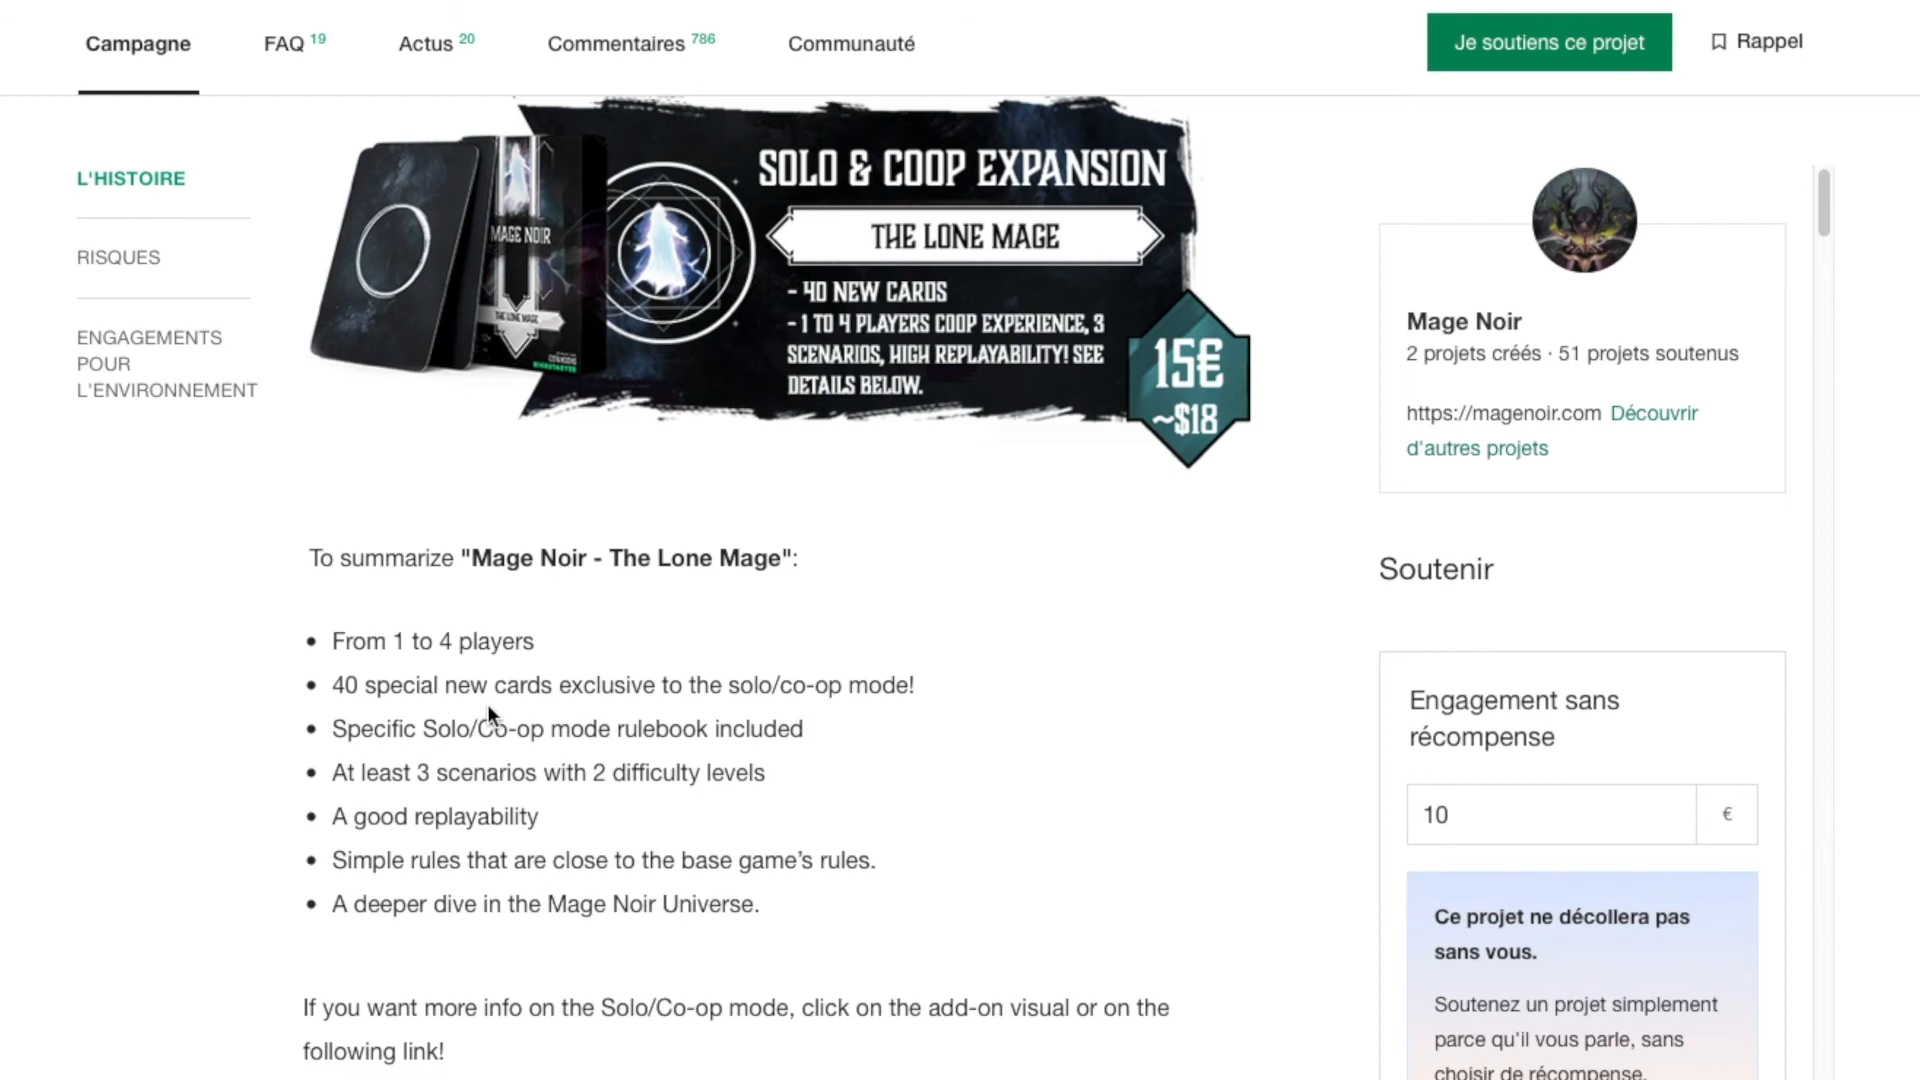 Campagne
FAQ 19
Actus 20
Commentaires 786
Communauté
Je soutiens ce projet
Rappel
L'HISTOIRE
RISQUES
ENGAGEMENTS
POUR
L'ENVIRONNEMENT
MAGE NOIR
THE LONE MAGE
KICKSTARTER
SOLO & COOP EXPANSION
THE LONE MAGE
- 40 NEW CARDS
- 1 TO 4 PLAYERS COOP EXPERIENCE, 3
SCENARIOS, HIGH REPLAYABILITY! SEE
DETAILS BELOW.
15€
~$18
To summarize "Mage Noir - The Lone Mage":
• From 1 to 4 players
• 40 special new cards exclusive to the solo/co-op mode!
• Specific Solo/Co-op mode rulebook included
• At least 3 scenarios with 2 difficulty levels
• A good replayability
• Simple rules that are close to the base game’s rules.
• A deeper dive in the Mage Noir Universe.
If you want more info on the Solo/Co-op mode, click on the add-on visual or on the
following link!
Mage Noir
2 projets créés · 51 projets soutenus
https://magenoir.com Découvrir
d'autres projets
Soutenir
Engagement sans
récompense
10
€
Ce projet ne décollera pas
sans vous.
Soutenez un projet simplement
parce qu'il vous parle, sans
choisir de récompense.